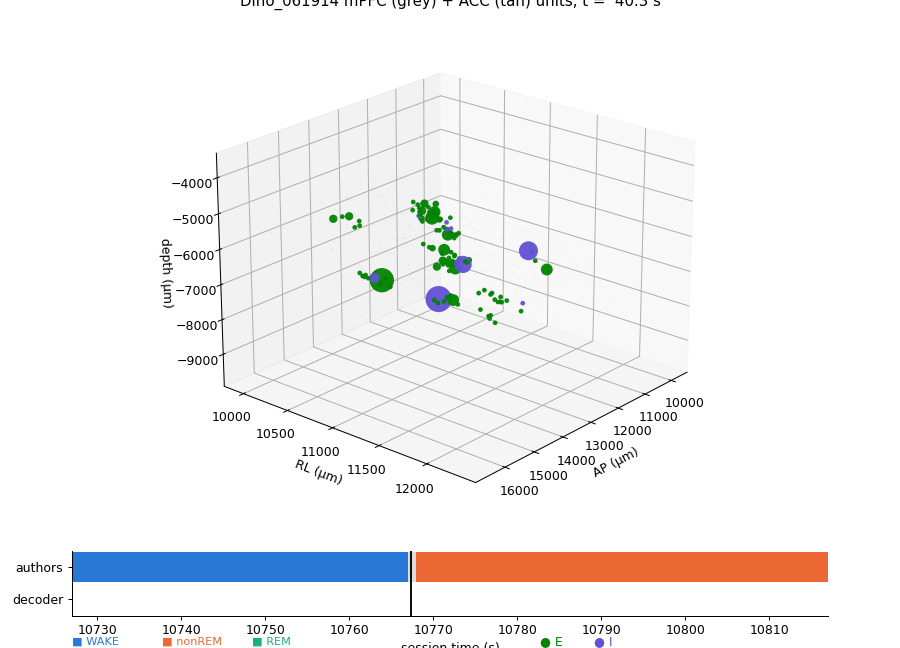 Dino_061914 mPFC (grey) + ACC (tan) units, t = 40.3 s
−4000
−5000
−6000
−7000
−8000
−9000
depth (μm)
10000
10500
11000
11500
12000
RL (μm)
10000
11000
12000
13000
14000
15000
16000
AP (μm)
authors
decoder
10730 10740 10750 10760 10770 10780 10790 10800 10810
session time (s)
WAKE nonREM REM E I